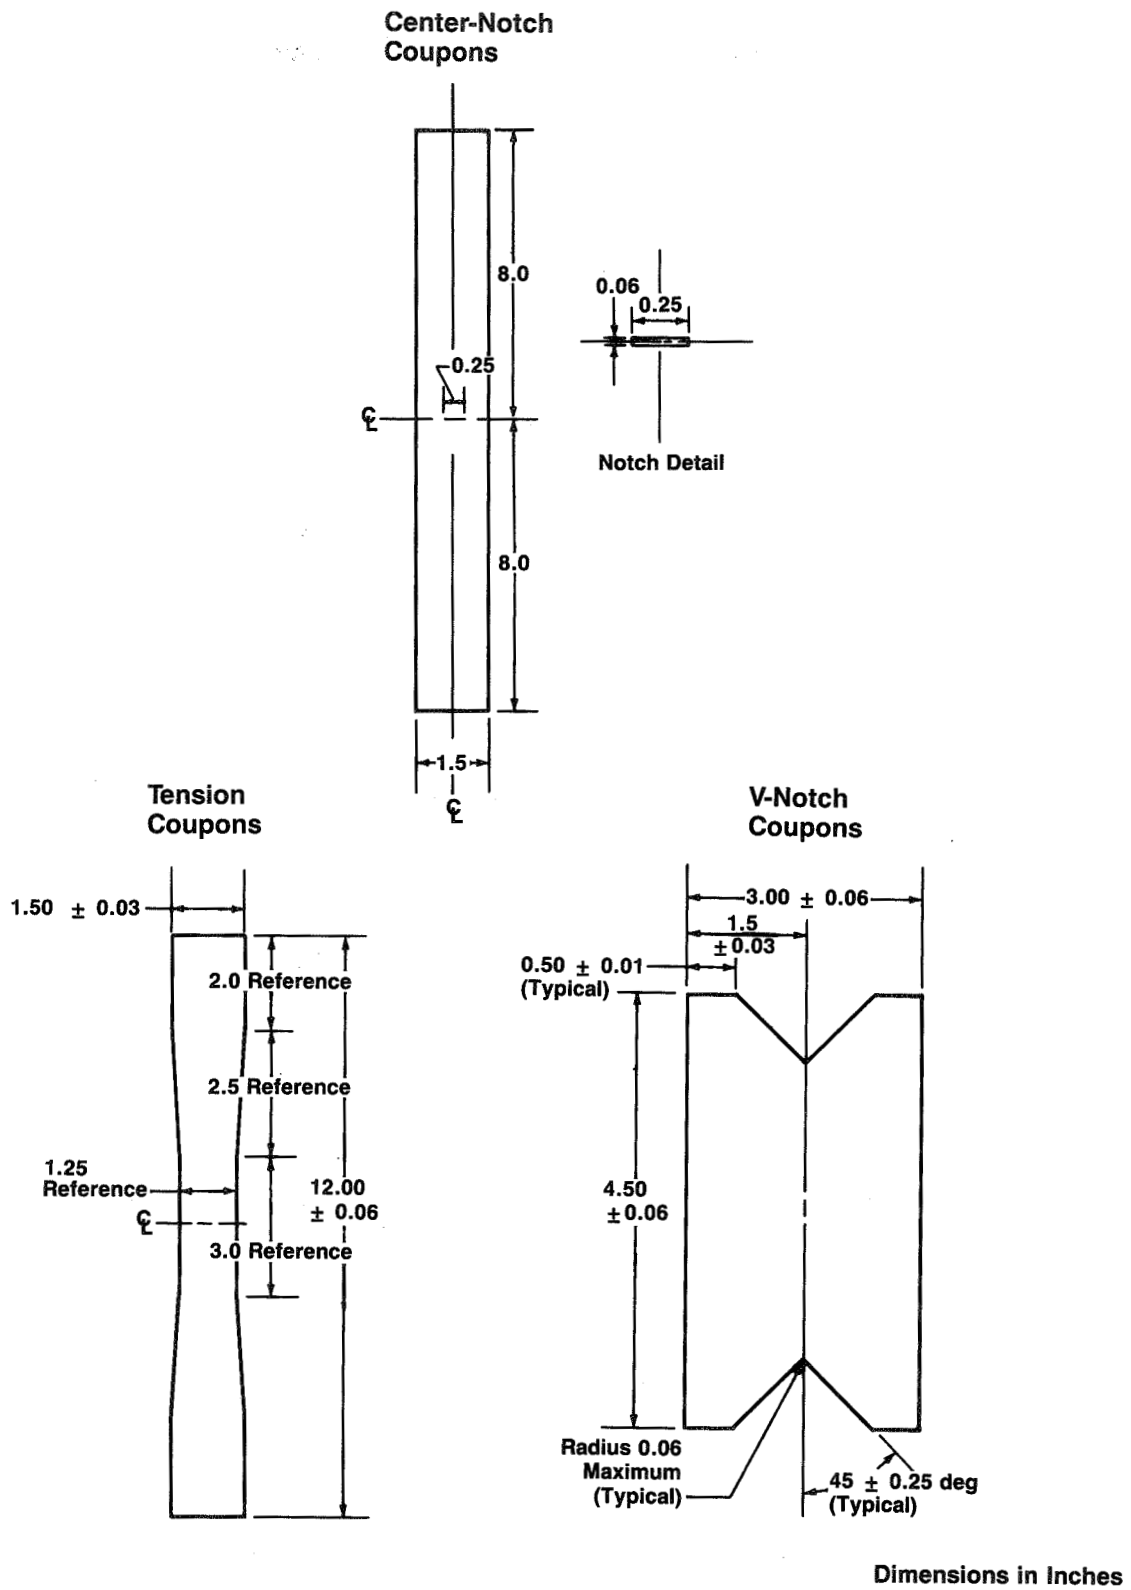 Center-Notch
Coupons
8.0
0.06
0.25
0.25
℄
Notch Detail
8.0
1.5
℄
Tension
Coupons
1.50 ± 0.03
2.0 Reference
2.5 Reference
1.25
Reference
12.00
± 0.06
℄
3.0 Reference
V-Notch
Coupons
3.00 ± 0.06
1.5
± 0.03
0.50 ± 0.01
(Typical)
4.50
± 0.06
Radius 0.06
Maximum
(Typical)
45 ± 0.25 deg
(Typical)
Dimensions in Inches